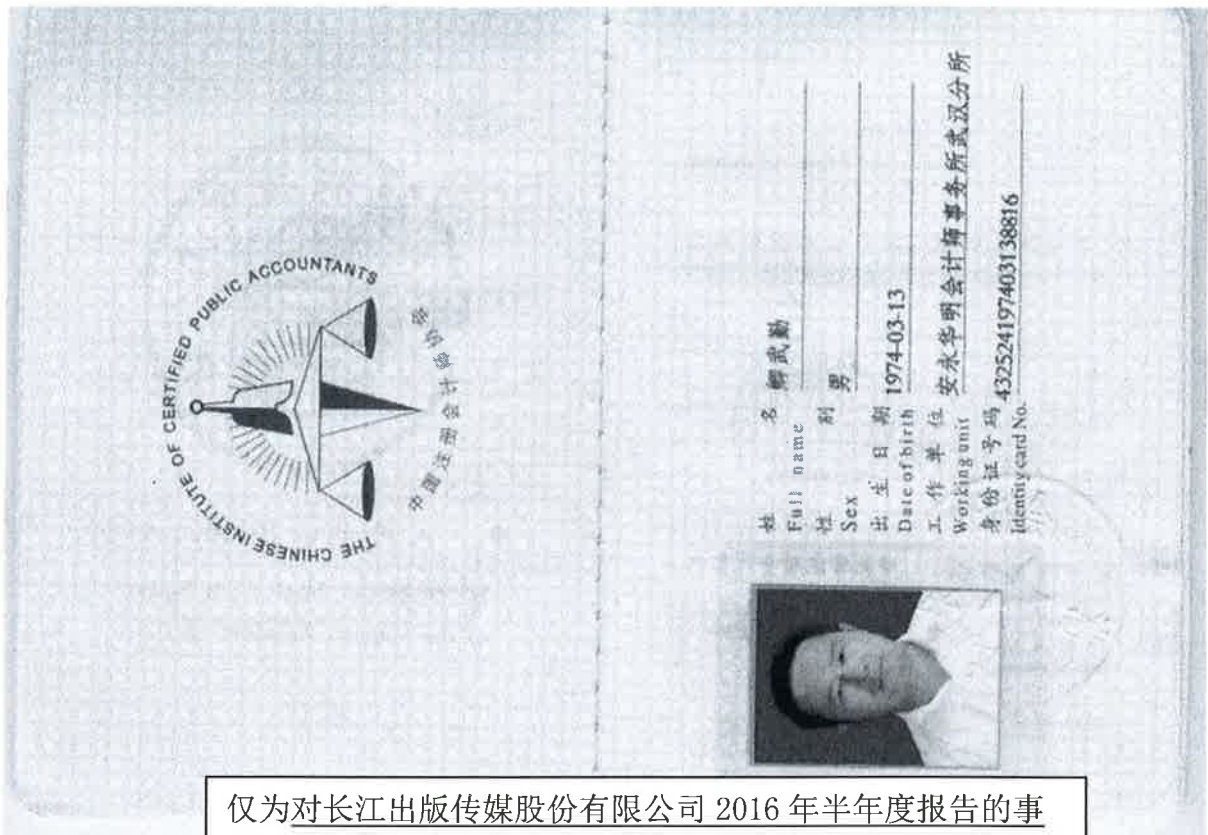 THE CHINESE INSTITUTE OF CERTIFIED PUBLIC ACCOUNTANTS
中国注册会计师协会
姓 名 卿武勤
Full name
性 别 男
Sex
出生日期 1974-03-13
Date of birth
工作单位 安永华明会计师事务所武汉分所
Working unit
身份证号码 432524197403138816
Identity card No.
仅为对长江出版传媒股份有限公司 2016 年半年度报告的事